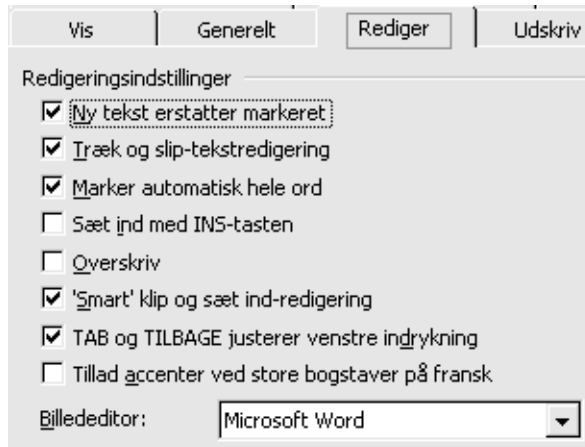 Vis Generelt Rediger Udskriv
Redigeringsindstillinger
Ny tekst erstatter markeret
Træk og slip-tekstredigering
Marker automatisk hele ord
Sæt ind med INS-tasten
Overskriv
'Smart' klip og sæt ind-redigering
TAB og TILBAGE justerer venstre indrykning
Tillad accenter ved store bogstaver på fransk
Billededitor: Microsoft Word